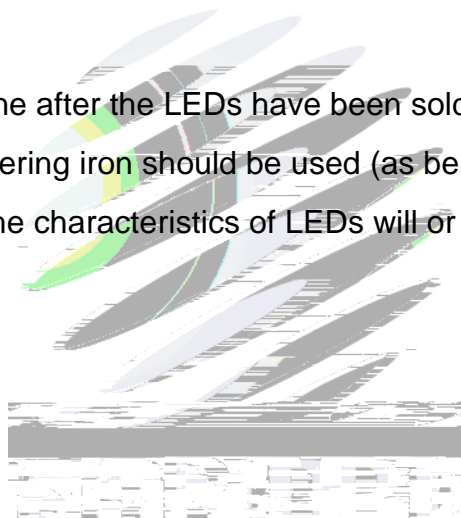 ne after the LEDs have been sold
ering iron should be used (as be
ne characteristics of LEDs will or